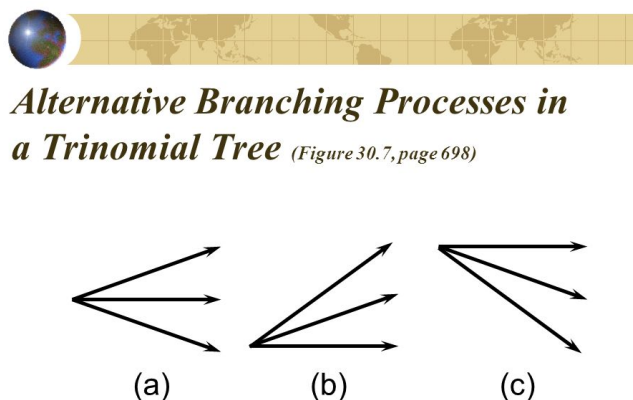 Alternative Branching Processes in
a Trinomial Tree (Figure 30.7, page 698)
(a) (b) (c)